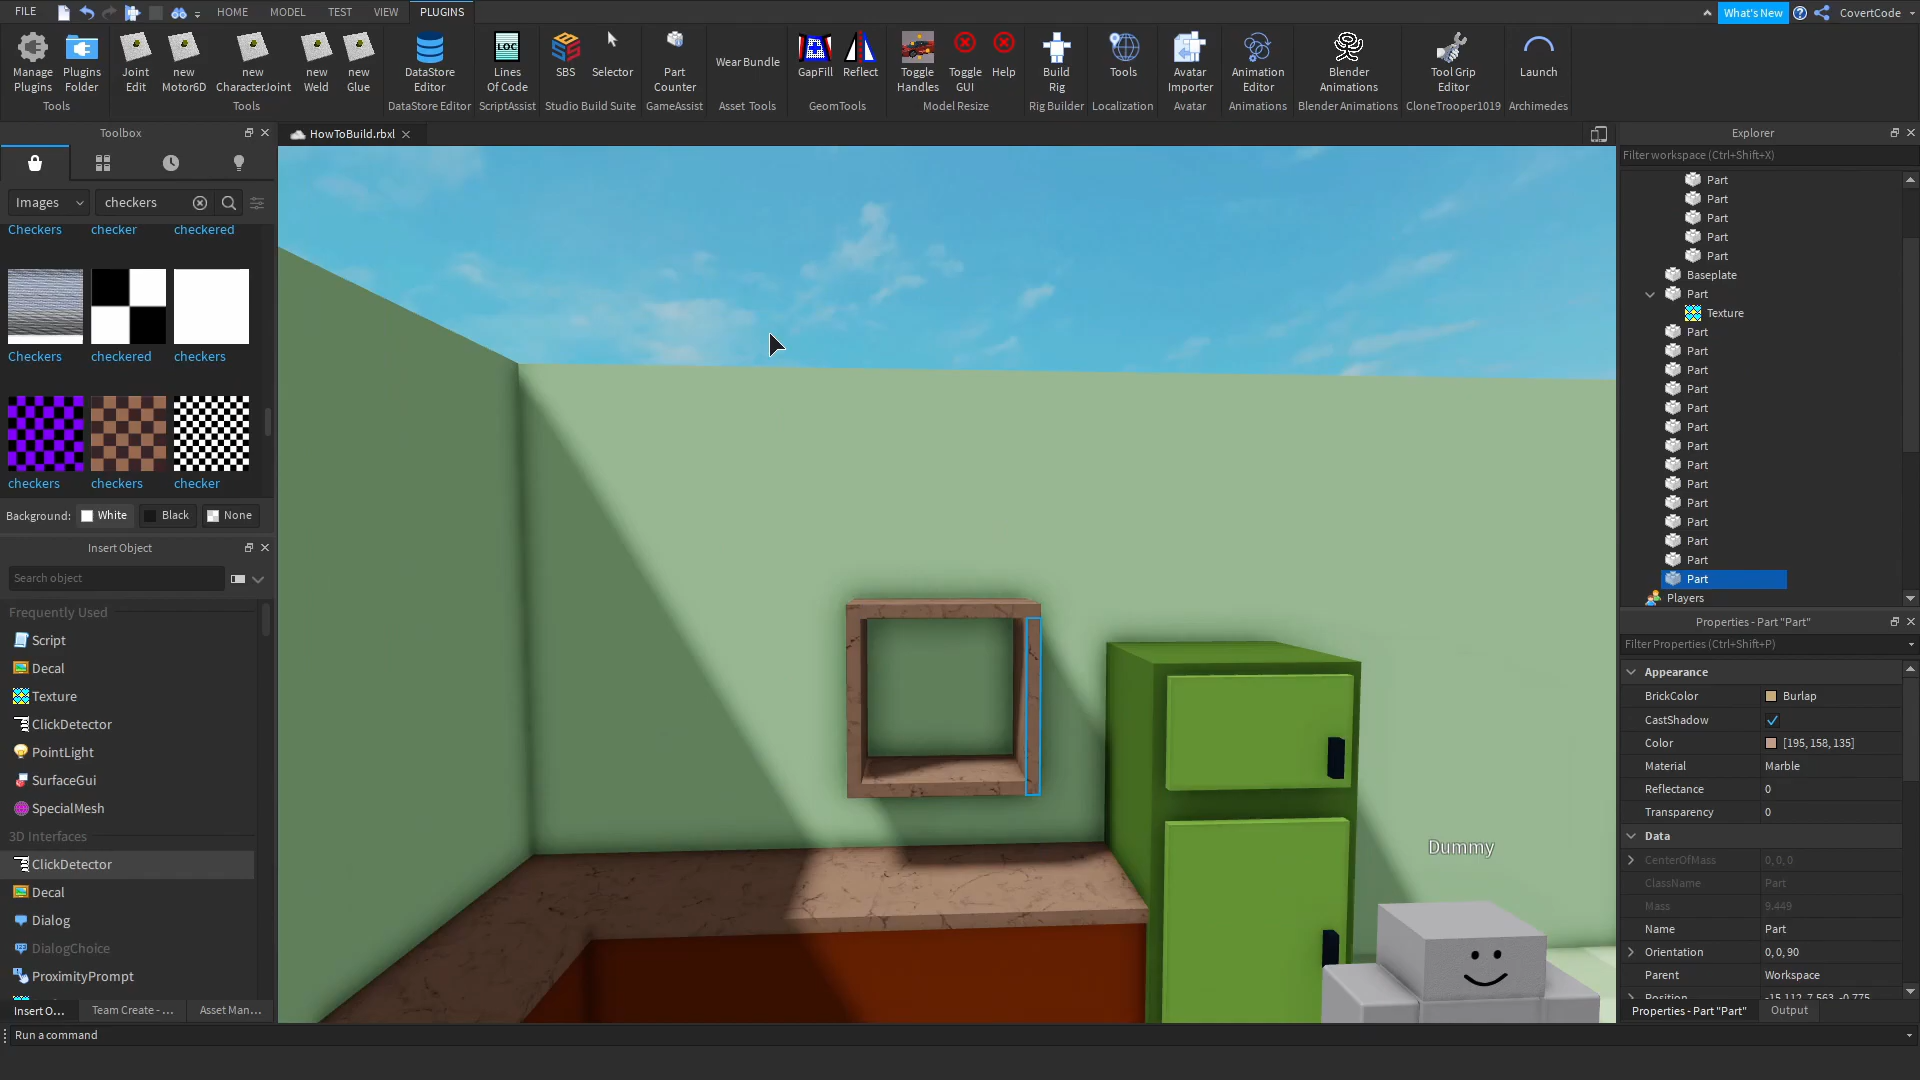 FILE
HOME
MODEL
TEST
VIEW
PLUGINS
What's New
CovertCode
Manage Plugins
Plugins Folder
Joint Edit
new Motor6D
new CharacterJoint
new Weld
new Glue
DataStore Editor
LOC
Lines Of Code
SBS
Selector
Part Counter
Wear Bundle
GapFill
Reflect
Toggle Handles
Toggle GUI
Help
Build Rig
Tools
Avatar Importer
Animation Editor
Blender Animations
Tool Grip Editor
Launch
Tools
Tools
DataStore Editor
ScriptAssist
Studio Build Suite
GameAssist
Asset Tools
GeomTools
Model Resize
Rig Builder
Localization
Avatar
Animations
Blender Animations
CloneTrooper1019
Archimedes
Toolbox
Images
checkers
Checkers
checker
checkered
Checkers
checkered
checkers
checkers
checkers
checker
Background:
White
Black
None
Insert Object
Search object
Frequently Used
Script
Decal
Texture
ClickDetector
PointLight
SurfaceGui
SpecialMesh
3D Interfaces
ClickDetector
Decal
Dialog
DialogChoice
ProximityPrompt
Insert O...
Team Create - ...
Asset Man...
Run a command
HowToBuild.rbxl
Dummy
Explorer
Filter workspace (Ctrl+Shift+X)
Part
Part
Part
Part
Part
Baseplate
Part
Texture
Part
Part
Part
Part
Part
Part
Part
Part
Part
Part
Part
Part
Part
Part
Players
Properties - Part "Part"
Filter Properties (Ctrl+Shift+P)
Appearance
BrickColor
Burlap
CastShadow
Color
[195, 158, 135]
Material
Marble
Reflectance
0
Transparency
0
Data
CenterOfMass
0, 0, 0
ClassName
Part
Mass
9.449
Name
Part
Orientation
0, 0, 90
Parent
Workspace
Position
-15.112, 7.563, -0.775
Properties - Part "Part"
Output